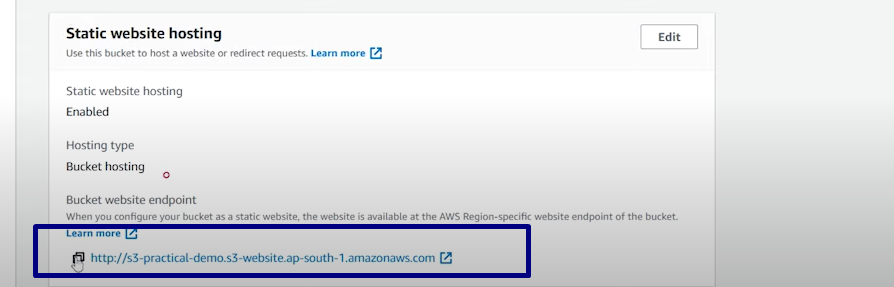 Static website hosting
Edit
Use this bucket to host a website or redirect requests. Learn more
Static website hosting
Enabled
Hosting type
Bucket hosting
Bucket website endpoint
When you configure your bucket as a static website, the website is available at the AWS Region-specific website endpoint of the bucket.
Learn more
http://s3-practical-demo.s3-website.ap-south-1.amazonaws.com